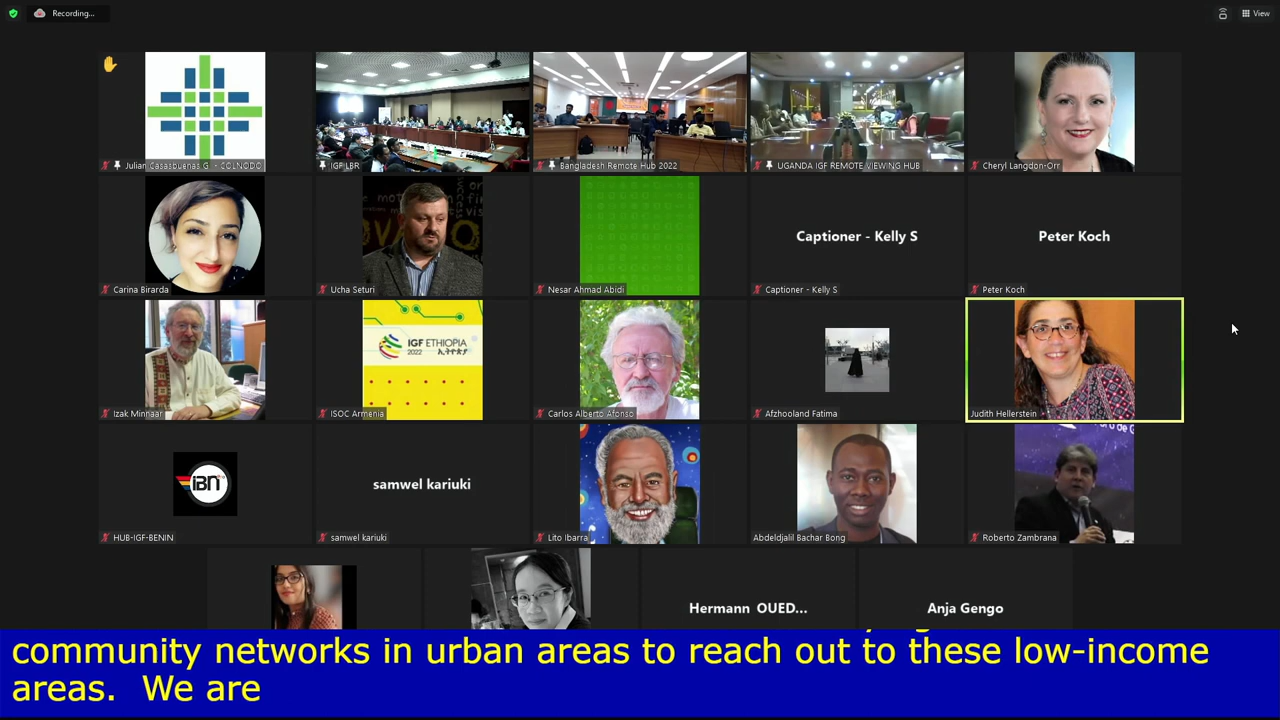 Recording...
View
Julian Casasbuenas G. - COLNODO
IGF LBR
Bangladesh Remote Hub 2022
UGANDA IGF REMOTE VIEWING HUB
Cheryl Langdon-Orr
Captioner - Kelly S
Peter Koch
Carina Birarda
Ucha Seturi
Nesar Ahmad Abidi
Captioner - Kelly S
Peter Koch
IGF ETHIOPIA
2022 ኢትዮጵያ
Izak Minnaar
ISOC Armenia
Carlos Alberto Afonso
Afzhooland Fatima
Judith Hellerstein
iBN
samwel kariuki
HUB-IGF-BENIN
samwel kariuki
Lito Ibarra
Abdeldjalil Bachar Bong
Roberto Zambrana
Hermann OUED...
Anja Gengo
community networks in urban areas to reach out to these low-income
areas. We are